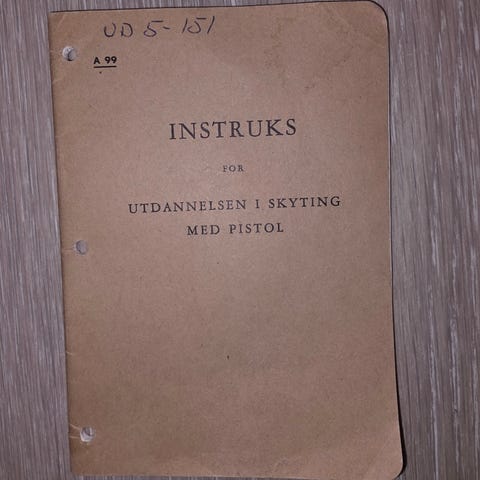 UD 5-151
A 99
INSTRUKS
FOR
UTDANNELSEN I SKYTING
MED PISTOL